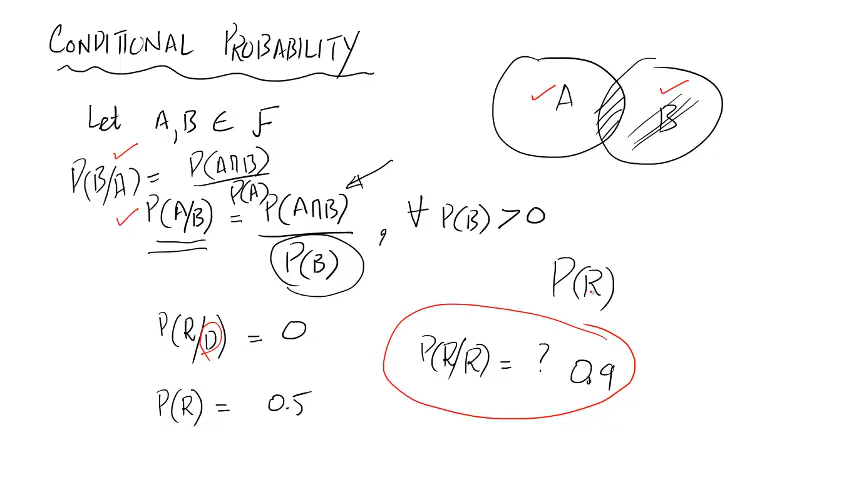 CONDITIONAL PROBABILITY
A
B
Let A, B ∈ F
P(B/A) = P(A∩B) / P(A)
P(A/B) = P(A∩B) / P(B) , ∀ P(B) > 0
P(R)
P(R/D) = 0
P(R/R) = ? 0.9
P(R) = 0.5